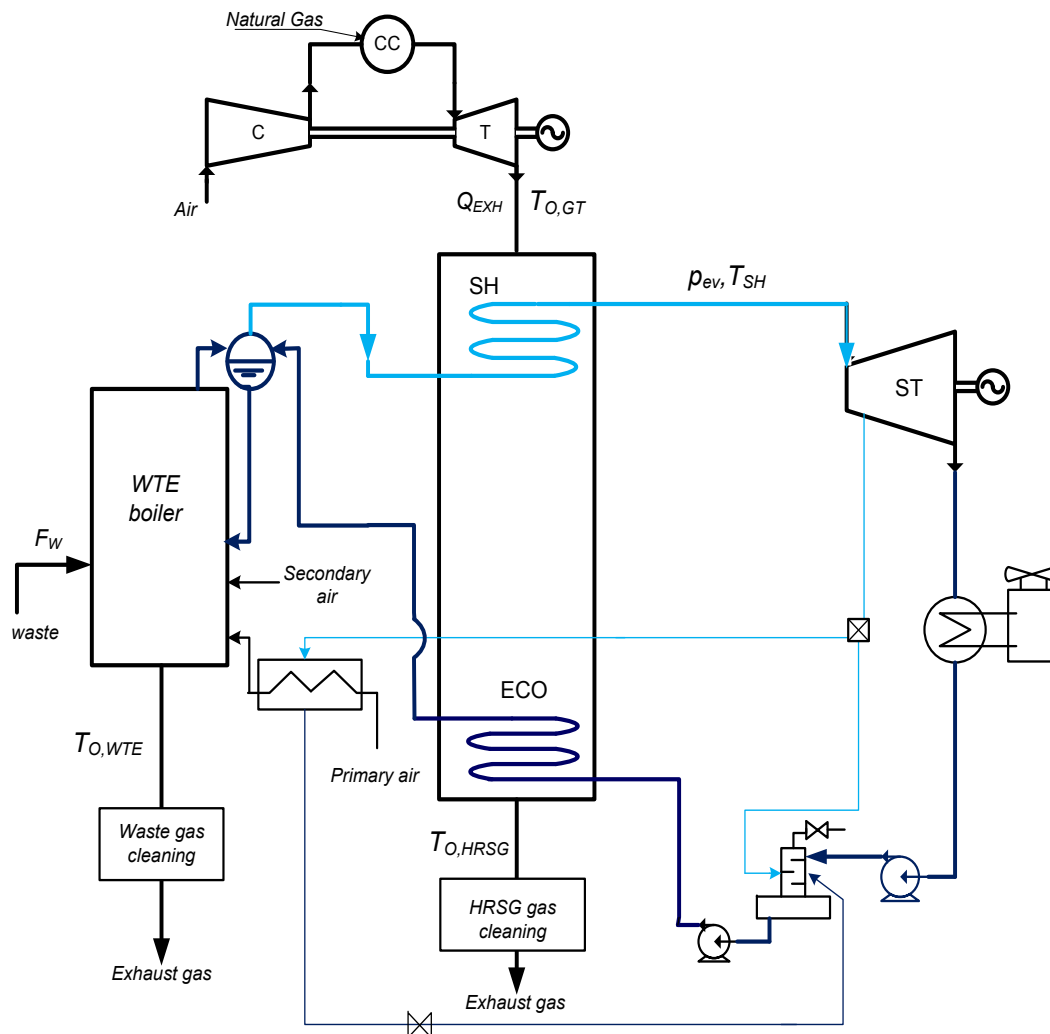 Natural Gas
CC
C
T
Air
Q_EXH
T_O,GT
SH
p_ev, T_SH
ST
WTE
boiler
F_W
waste
Secondary
air
ECO
T_O,WTE
Primary air
Waste gas
cleaning
T_O,HRSG
HRSG gas
cleaning
Exhaust gas
Exhaust gas